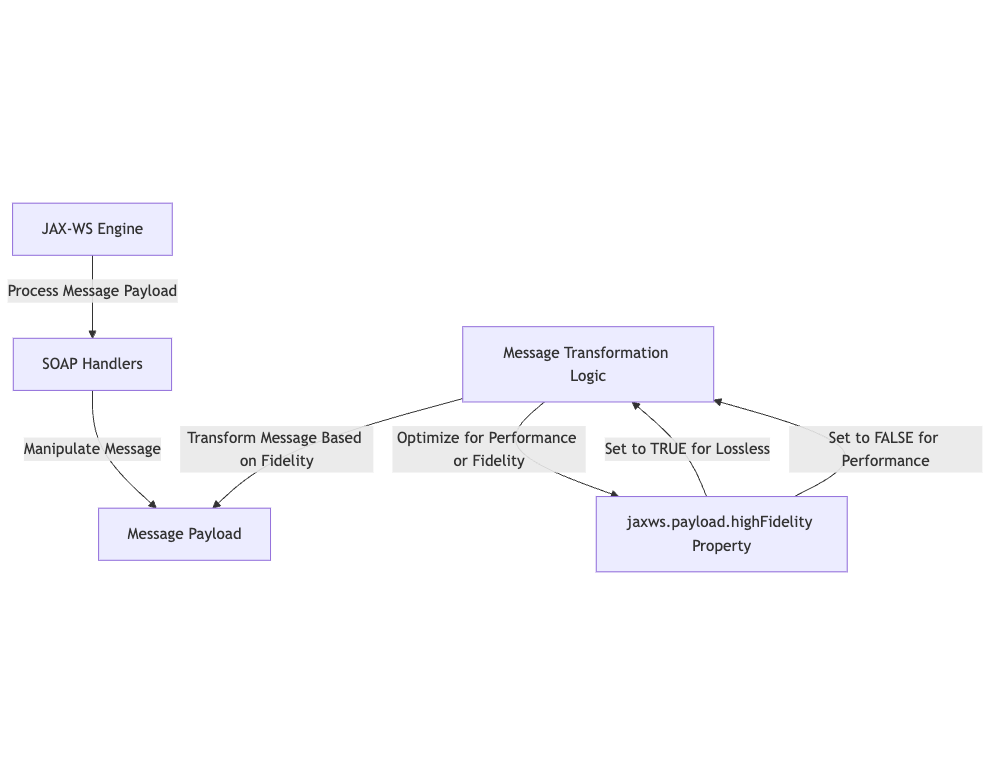 JAX-WS Engine
Process Message Payload
SOAP Handlers
Message Transformation
Logic
Manipulate Message
Transform Message Based
on Fidelity
Optimize for Performance
or Fidelity
Set to TRUE for Lossless
Set to FALSE for
Performance
Message Payload
jaxws.payload.highFidelity
Property